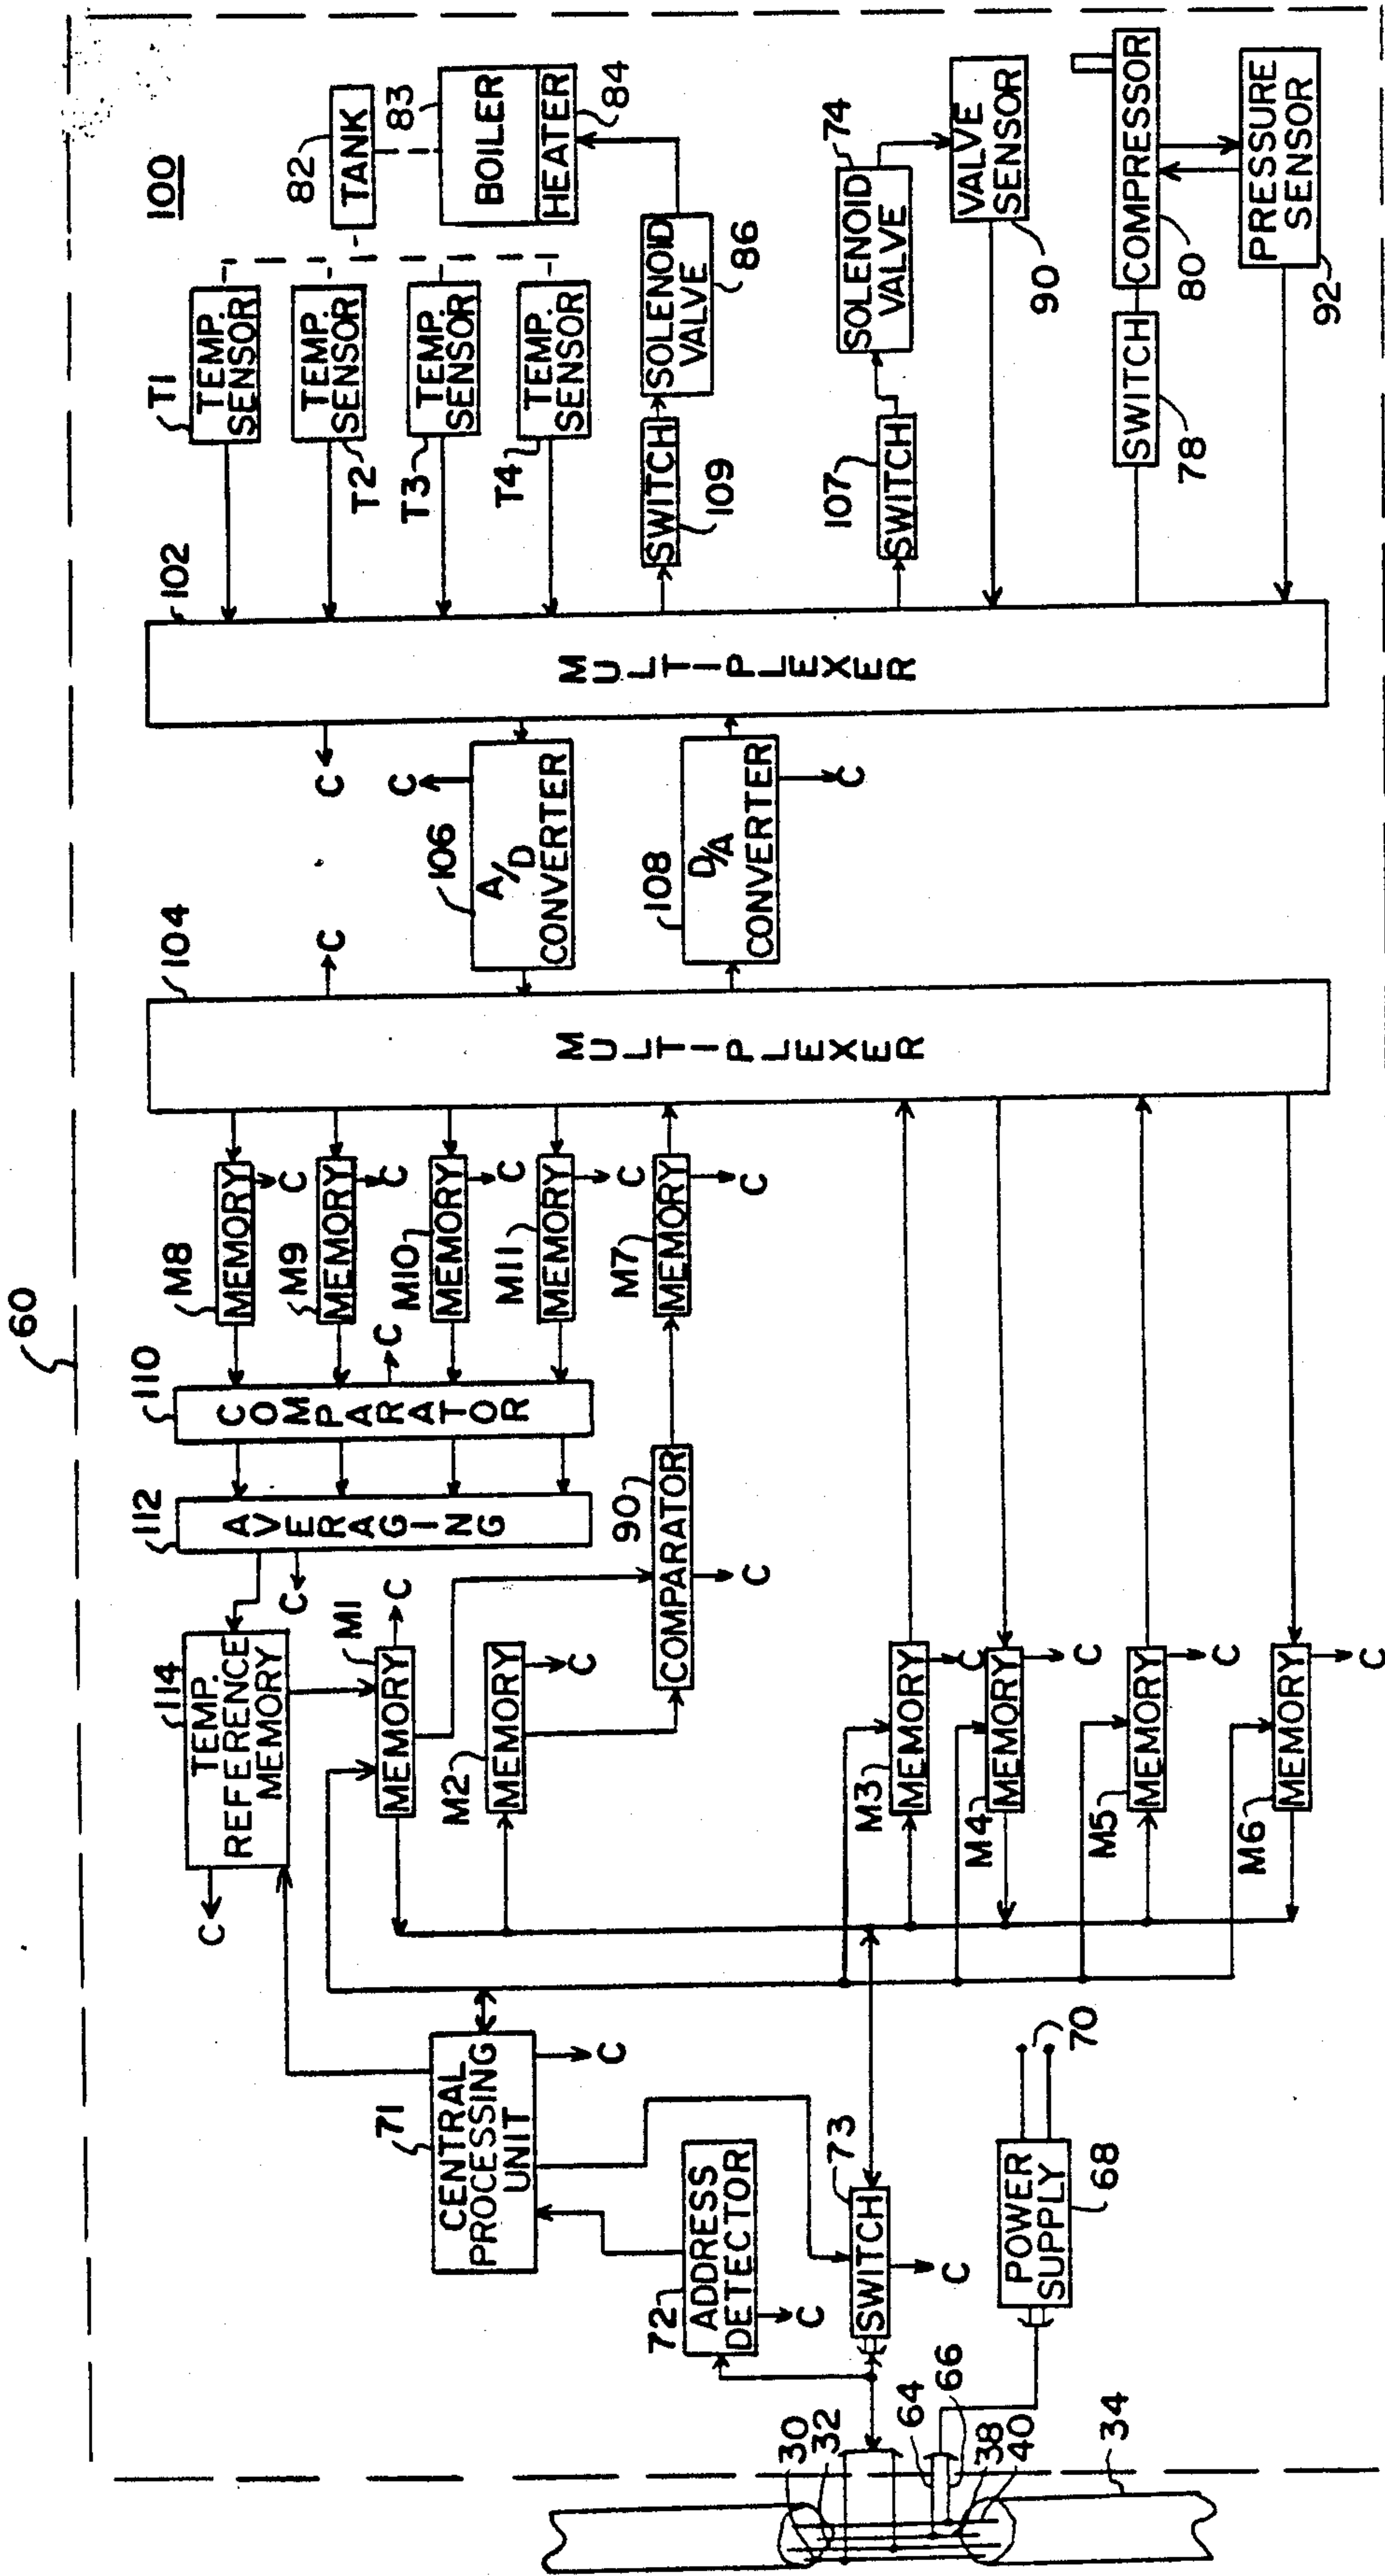 60
100
T1
TEMP.
SENSOR
T2
TEMP.
SENSOR
T3
TEMP.
SENSOR
T4
TEMP.
SENSOR
82
TANK
83
BOILER
HEATER
84
SWITCH
109
SOLENOID
VALVE
86
107
SWITCH
SOLENOID
VALVE
74
VALVE
SENSOR
90
SWITCH
78
COMPRESSOR
80
PRESSURE
SENSOR
92
102
MULTIPLEXER
C
C
106
A/D
CONVERTER
108
D/A
CONVERTER
C
104
C
MULTIPLEXER
M8
MEMORY
C
M9
MEMORY
C
M10
MEMORY
C
M11
MEMORY
C
M7
MEMORY
C
110
COMPARATOR
C
112
AVERAGING
C
90
COMPARATOR
C
114
TEMP.
REFERENCE
MEMORY
C
M1
MEMORY
C
M2
MEMORY
C
M3
MEMORY
C
M4
MEMORY
C
M5
MEMORY
C
M6
MEMORY
C
71
CENTRAL
PROCESSING
UNIT
C
72
ADDRESS
DETECTOR
C
73
SWITCH
C
POWER
SUPPLY
68
70
30
32
64
66
38
40
34